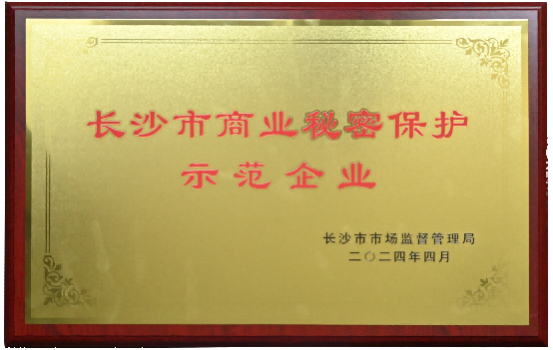 长沙市商业秘密保护
示范企业
长沙市市场监督管理局
二〇二四年四月